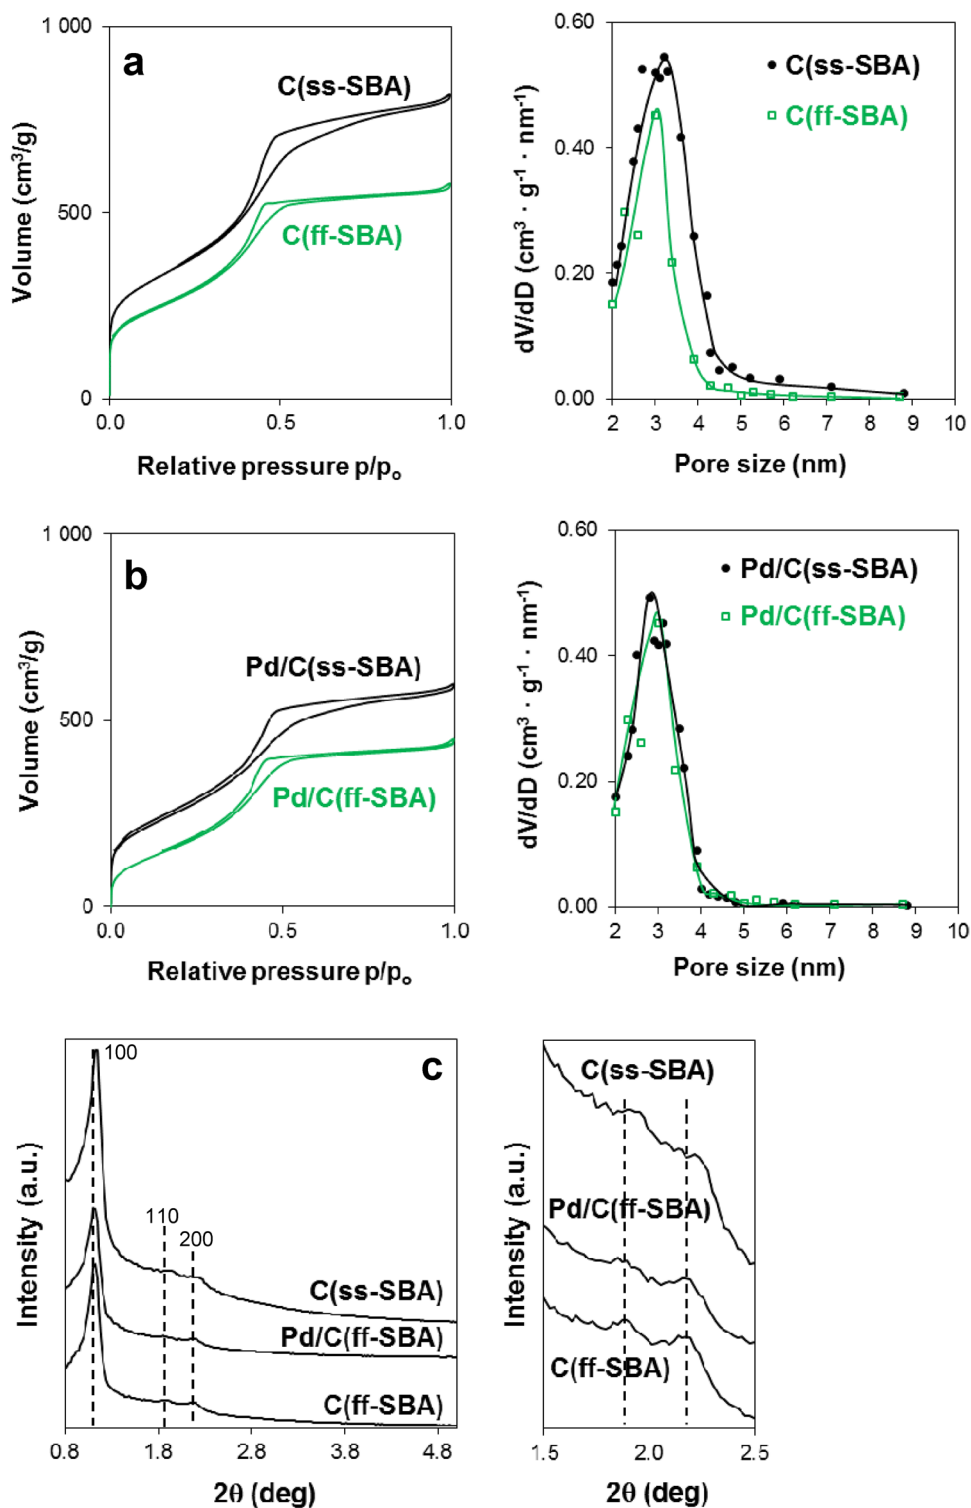 a
1 000
500
0
Volume (cm³/g)
C(ss-SBA)
C(ff-SBA)
0.0 0.5 1.0
Relative pressure p/pₒ
0.60
0.40
0.20
0.00
dV/dD (cm³ · g⁻¹ · nm⁻¹)
C(ss-SBA)
C(ff-SBA)
2 3 4 5 6 7 8 9 10
Pore size (nm)
b
1 000
500
0
Volume (cm³/g)
Pd/C(ss-SBA)
Pd/C(ff-SBA)
0.0 0.5 1.0
Relative pressure p/pₒ
0.60
0.40
0.20
0.00
dV/dD (cm³ · g⁻¹ · nm⁻¹)
Pd/C(ss-SBA)
Pd/C(ff-SBA)
2 3 4 5 6 7 8 9 10
Pore size (nm)
c
100
110
200
Intensity (a.u.)
C(ss-SBA)
Pd/C(ff-SBA)
C(ff-SBA)
0.8 1.8 2.8 3.8 4.8
2θ (deg)
Intensity (a.u.)
C(ss-SBA)
Pd/C(ff-SBA)
C(ff-SBA)
1.5 2.0 2.5
2θ (deg)